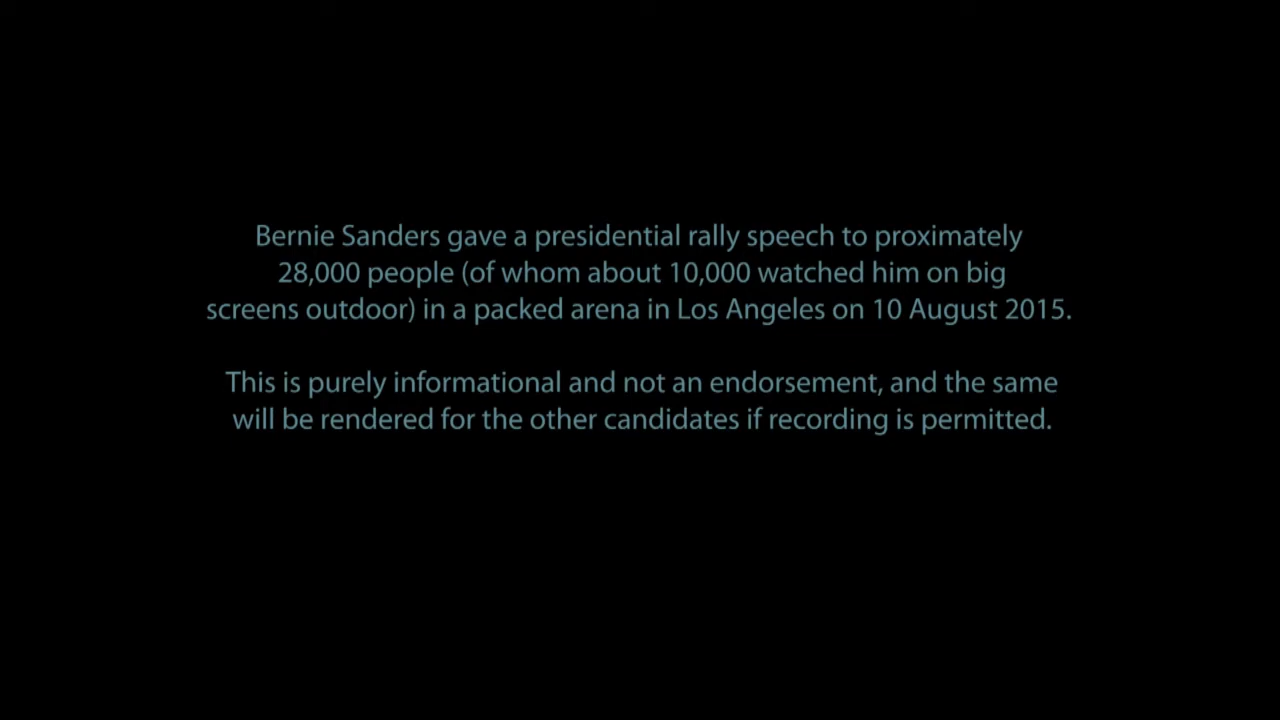 Bernie Sanders gave a presidential rally speech to proximately
28,000 people (of whom about 10,000 watched him on big
screens outdoor) in a packed arena in Los Angeles on 10 August 2015.
This is purely informational and not an endorsement, and the same
will be rendered for the other candidates if recording is permitted.